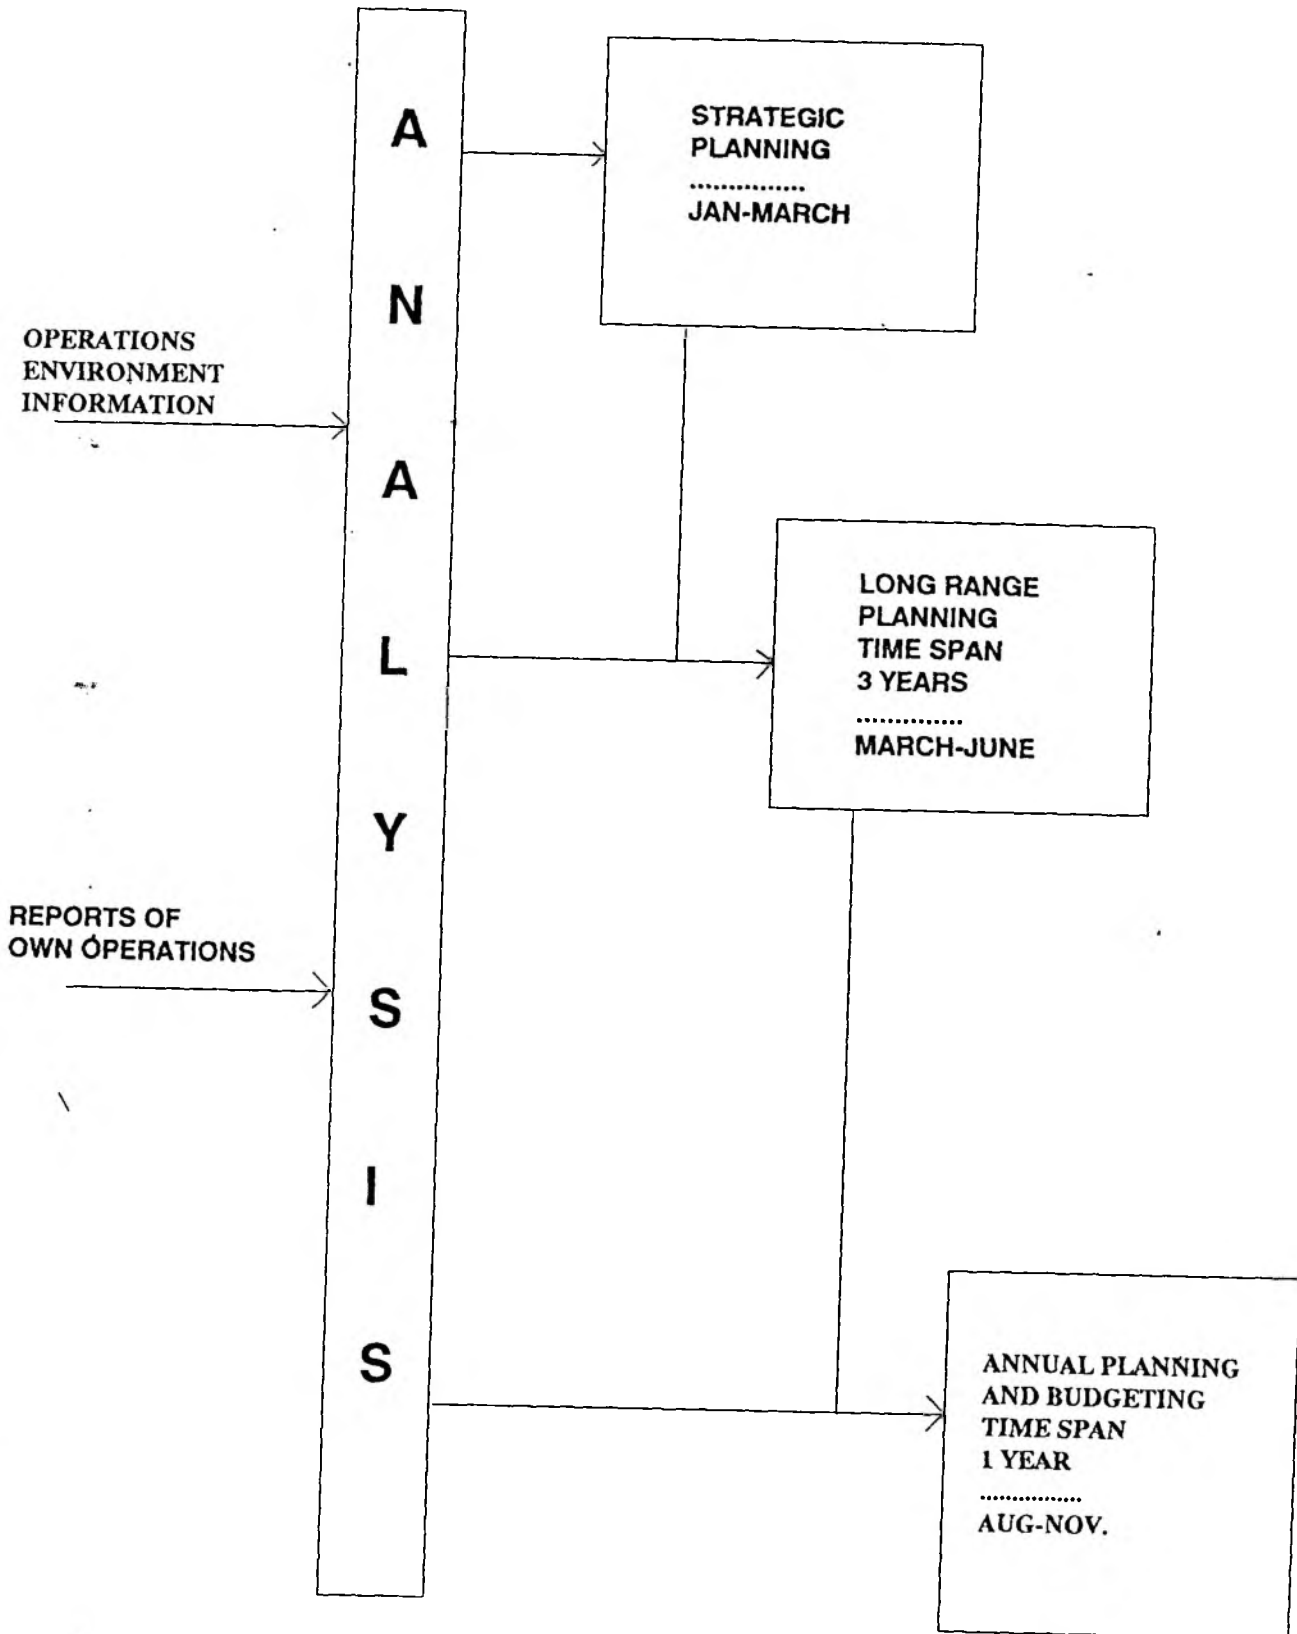 A
N
A
L
Y
S
I
S
STRATEGIC
PLANNING
...............
JAN-MARCH
OPERATIONS
ENVIRONMENT
INFORMATION
LONG RANGE
PLANNING
TIME SPAN
3 YEARS
..............
MARCH-JUNE
REPORTS OF
OWN OPERATIONS
ANNUAL PLANNING
AND BUDGETING
TIME SPAN
1 YEAR
................
AUG-NOV.